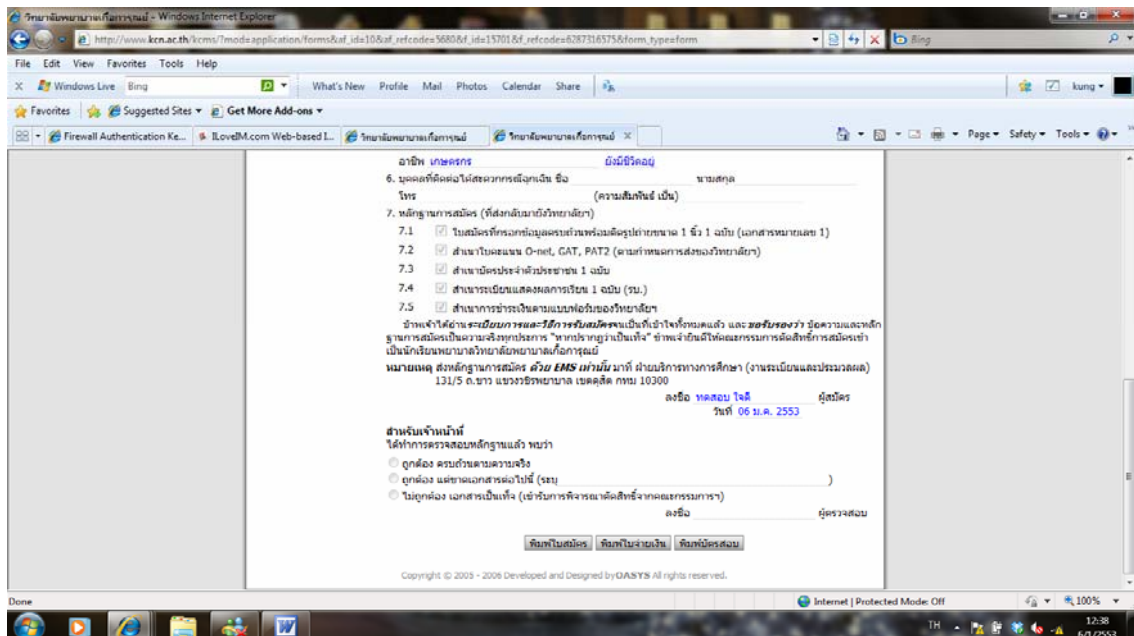 วิทยาลัยพยาบาลเกื้อการุณย์ - Windows Internet Explorer
http://www.kcn.ac.th/kcms/?mod=application/forms&af_id=10&af_refcode=5680&f_id=15701&f_refcode=6287316575&form_type=form
Bing
File Edit View Favorites Tools Help
Windows Live Bing What's New Profile Mail Photos Calendar Share kung
Favorites Suggested Sites Get More Add-ons
Firewall Authentication Ke... ILoveIM.com Web-based I... วิทยาลัยพยาบาลเกื้อการุณย์ วิทยาลัยพยาบาลเกื้อการุณย์ Page Safety Tools
อาชีพ เกษตรกร ยังมีชีวิตอยู่
6. บุคคลที่ติดต่อได้สะดวกกรณีฉุกเฉิน ชื่อ นามสกุล
โทร (ความสัมพันธ์ เป็น)
7. หลักฐานการสมัคร (ที่ส่งกลับมายังวิทยาลัยฯ)
7.1 ใบสมัครที่กรอกข้อมูลครบถ้วนพร้อมติดรูปถ่ายขนาด 1 นิ้ว 1 ฉบับ (เอกสารหมายเลข 1)
7.2 สำเนาใบคะแนน O-net, GAT, PAT2 (ตามกำหนดการส่งของวิทยาลัยฯ)
7.3 สำเนาบัตรประจำตัวประชาชน 1 ฉบับ
7.4 สำเนาระเบียนแสดงผลการเรียน 1 ฉบับ (รบ.)
7.5 สำเนาการชำระเงินตามแบบฟอร์มของวิทยาลัยฯ
ข้าพเจ้าได้อ่านระเบียบการและวิธีการรับสมัครจนเป็นที่เข้าใจทั้งหมดแล้ว และ ขอรับรองว่า ข้อความและหลัก
ฐานการสมัครเป็นความจริงทุกประการ "หากปรากฏว่าเป็นเท็จ" ข้าพเจ้ายินดีให้คณะกรรมการตัดสิทธิ์การสมัครเข้า
เป็นนักเรียนพยาบาลวิทยาลัยพยาบาลเกื้อการุณย์
หมายเหตุ ส่งหลักฐานการสมัคร ด้วย EMS เท่านั้น มาที่ ฝ่ายบริการทางการศึกษา (งานระเบียนและประมวลผล)
131/5 ถ.ขาว แขวงวชิรพยาบาล เขตดุสิต กทม 10300
ลงชื่อ ทดสอบ ใจดี ผู้สมัคร
วันที่ 06 ม.ค. 2553
สำหรับเจ้าหน้าที่
ได้ทำการตรวจสอบหลักฐานแล้ว พบว่า
ถูกต้อง ครบถ้วนตามความจริง
ถูกต้อง แต่ขาดเอกสารต่อไปนี้ (ระบุ )
ไม่ถูกต้อง เอกสารเป็นเท็จ (เข้ารับการพิจารณาตัดสิทธิ์จากคณะกรรมการฯ)
ลงชื่อ ผู้ตรวจสอบ
พิมพ์ใบสมัคร พิมพ์ใบจ่ายเงิน พิมพ์บัตรสอบ
Copyright © 2005 - 2006 Developed and Designed by OASYS All rights reserved.
Done Internet | Protected Mode: Off 100%
TH 12:38
6/1/2553